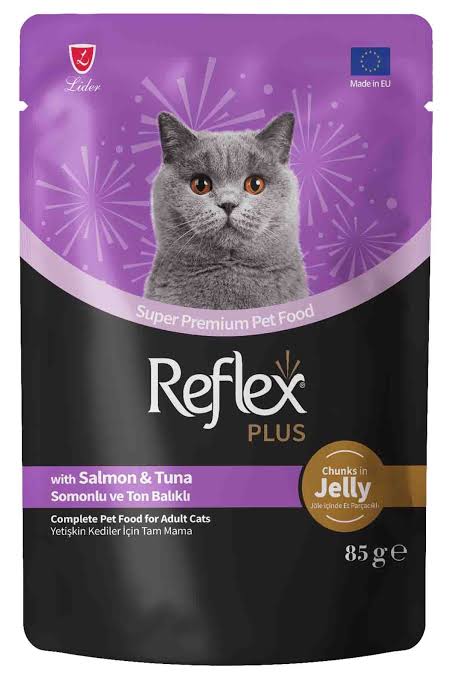 Lider
Made in EU
Super Premium Pet Food
Reflex®
PLUS
with Salmon & Tuna
Somonlu ve Ton Balıklı
Chunks in
Jelly
Jöle içinde Et Parçacıklı
Complete Pet Food for Adult Cats
Yetişkin Kediler İçin Tam Mama
85 g ℮